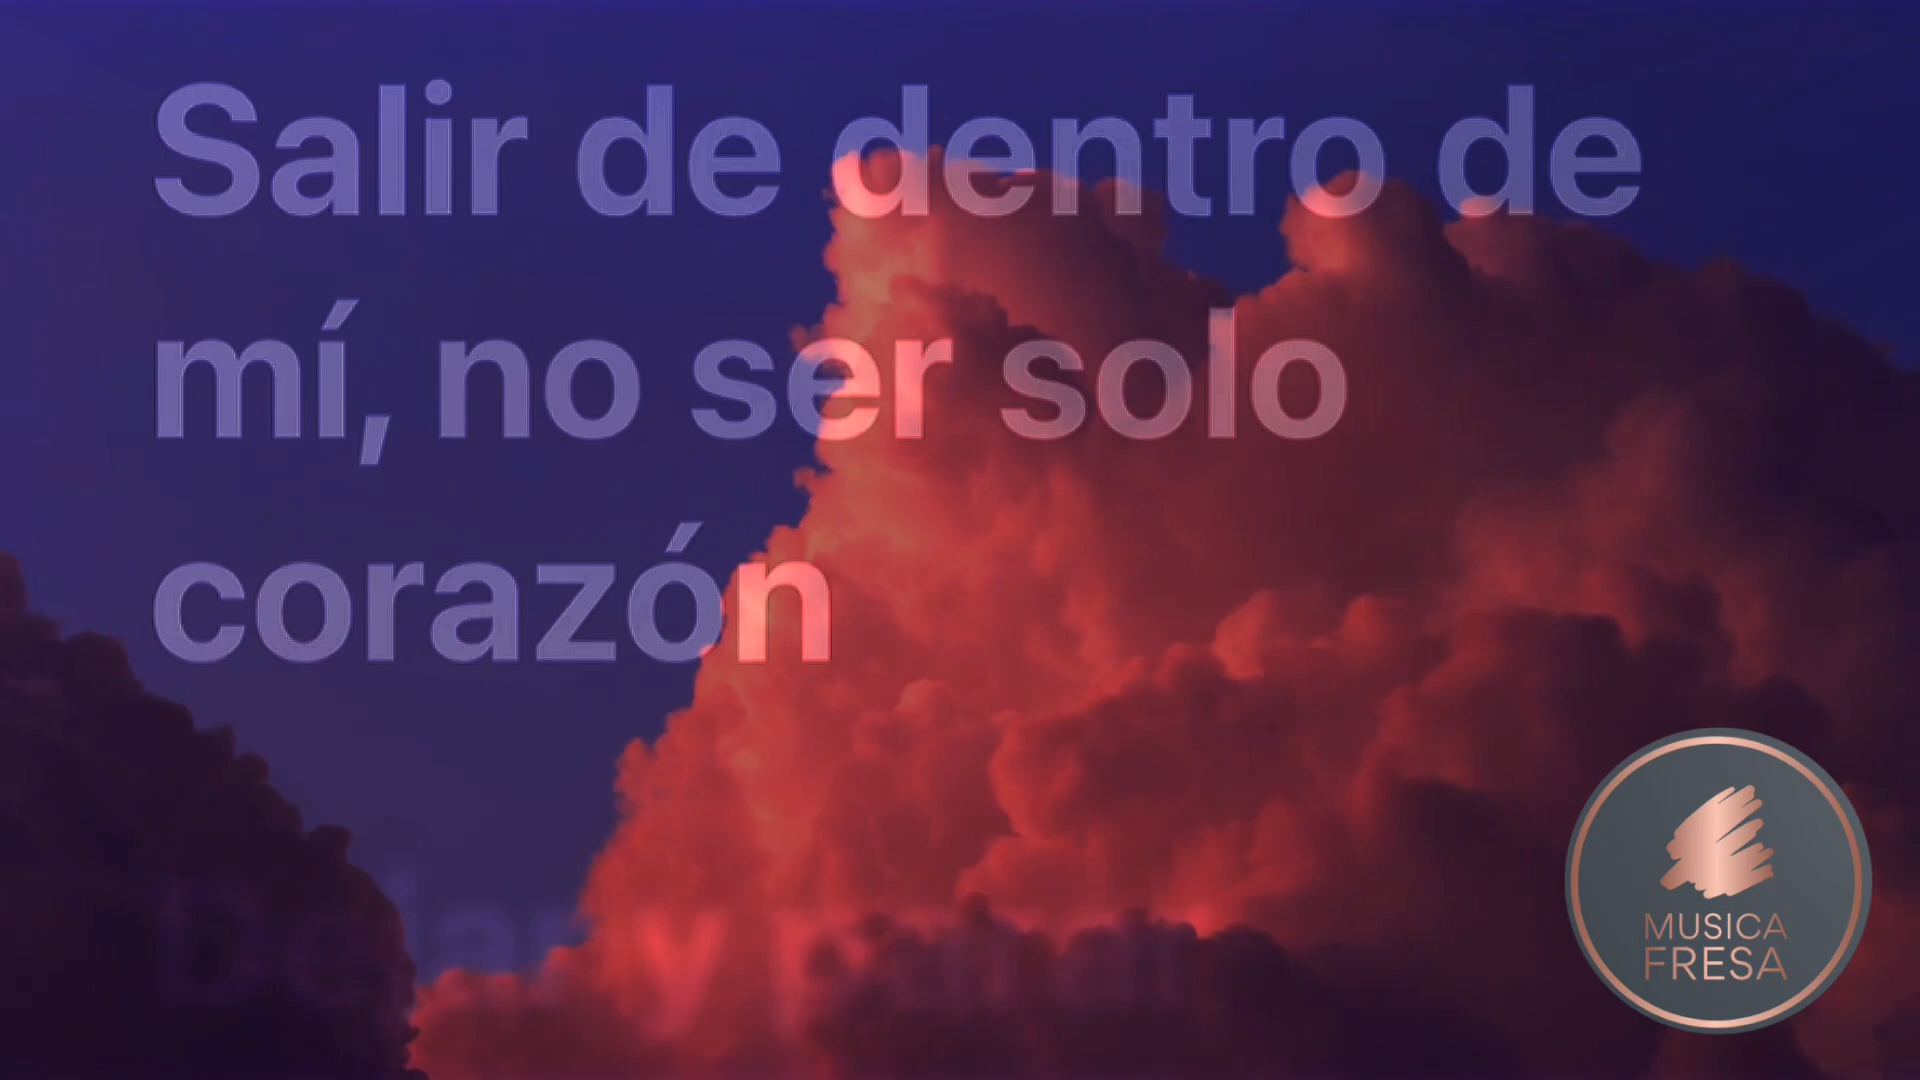 Salir de dentro de
mí, no ser solo
corazón
MUSICA
FRESA